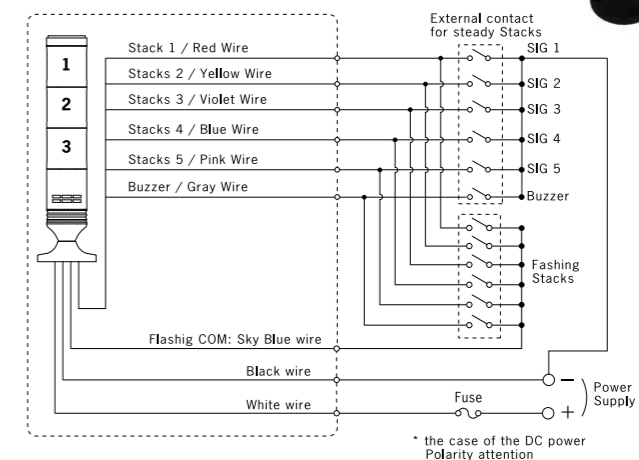 External contact
for steady Stacks
1
2
3
Stack 1 / Red Wire
SIG 1
Stacks 2 / Yellow Wire
SIG 2
Stacks 3 / Violet Wire
SIG 3
Stacks 4 / Blue Wire
SIG 4
Stacks 5 / Pink Wire
SIG 5
Buzzer / Gray Wire
Buzzer
Fashing
Stacks
Flashig COM: Sky Blue wire
Black wire
−
White wire
Fuse
+
Power
Supply
* the case of the DC power
Polarity attention